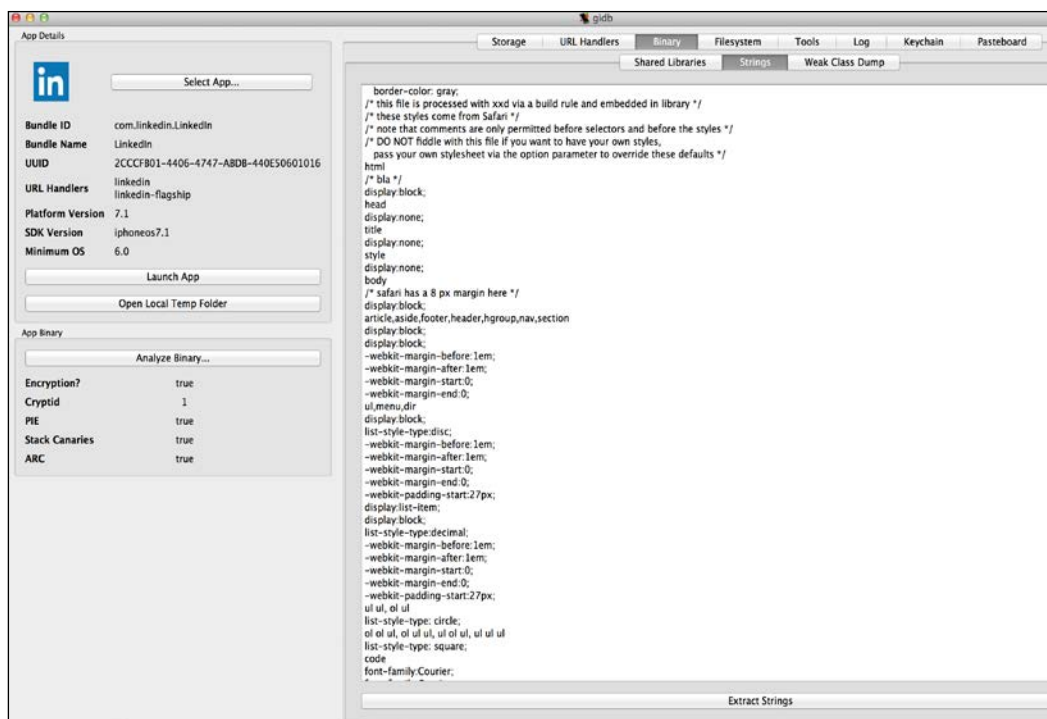 gidb
App Details
in
Select App...
Bundle ID com.linkedin.LinkedIn
Bundle Name LinkedIn
UUID 2CCCFB01-4406-4747-ABDB-440E50601016
URL Handlers linkedin
linkedin-flagship
Platform Version 7.1
SDK Version iphoneos7.1
Minimum OS 6.0
Launch App
Open Local Temp Folder
App Binary
Analyze Binary...
Encryption? true
Cryptid 1
PIE true
Stack Canaries true
ARC true
Storage URL Handlers Binary Filesystem Tools Log Keychain Pasteboard
Shared Libraries Strings Weak Class Dump
border-color: gray;
/* this file is processed with xxd via a build rule and embedded in library */
/* these styles come from Safari */
/* note that comments are only permitted before selectors and before the styles */
/* DO NOT fiddle with this file if you want to have your own styles,
pass your own stylesheet via the option parameter to override these defaults */
html
/* bla */
display:block;
head
display:none;
title
display:none;
style
display:none;
body
/* safari has a 8 px margin here */
display:block;
article,aside,footer,header,hgroup,nav,section
display:block;
display:block;
-webkit-margin-before:1em;
-webkit-margin-after:1em;
-webkit-margin-start:0;
-webkit-margin-end:0;
ul,menu,dir
display:block;
list-style-type:disc;
-webkit-margin-before:1em;
-webkit-margin-after:1em;
-webkit-margin-start:0;
-webkit-margin-end:0;
-webkit-padding-start:27px;
display:list-item;
display:block;
list-style-type:decimal;
-webkit-margin-before:1em;
-webkit-margin-after:1em;
-webkit-margin-start:0;
-webkit-margin-end:0;
-webkit-padding-start:27px;
ul ul, ol ul
list-style-type: circle;
ol ol ul, ol ul ul, ul ol ul, ul ul ul
list-style-type: square;
code
font-family:Courier;
Extract Strings